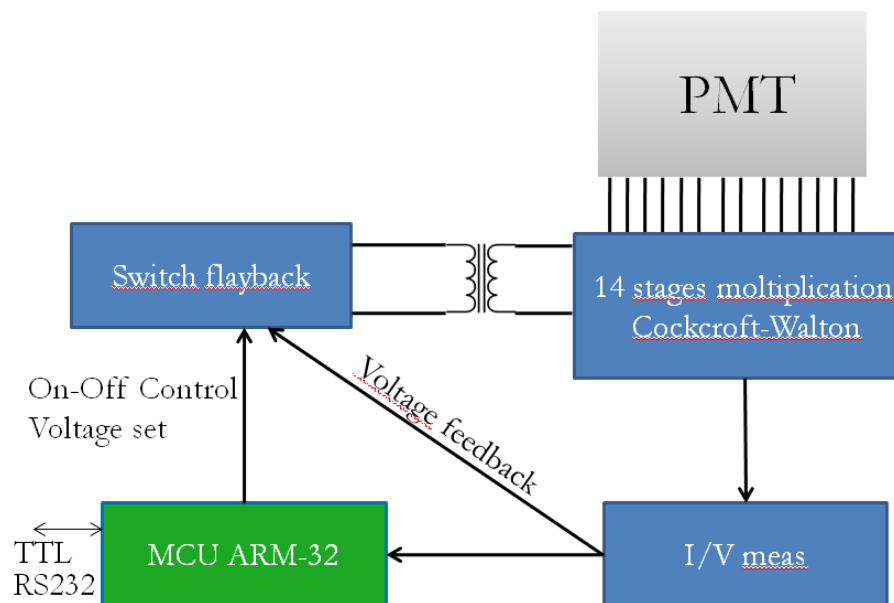 PMT
Switch flayback
14 stages moltiplication
Cockcroft-Walton
On-Off Control
Voltage set
Voltage feedback
TTL
RS232
MCU ARM-32
I/V meas